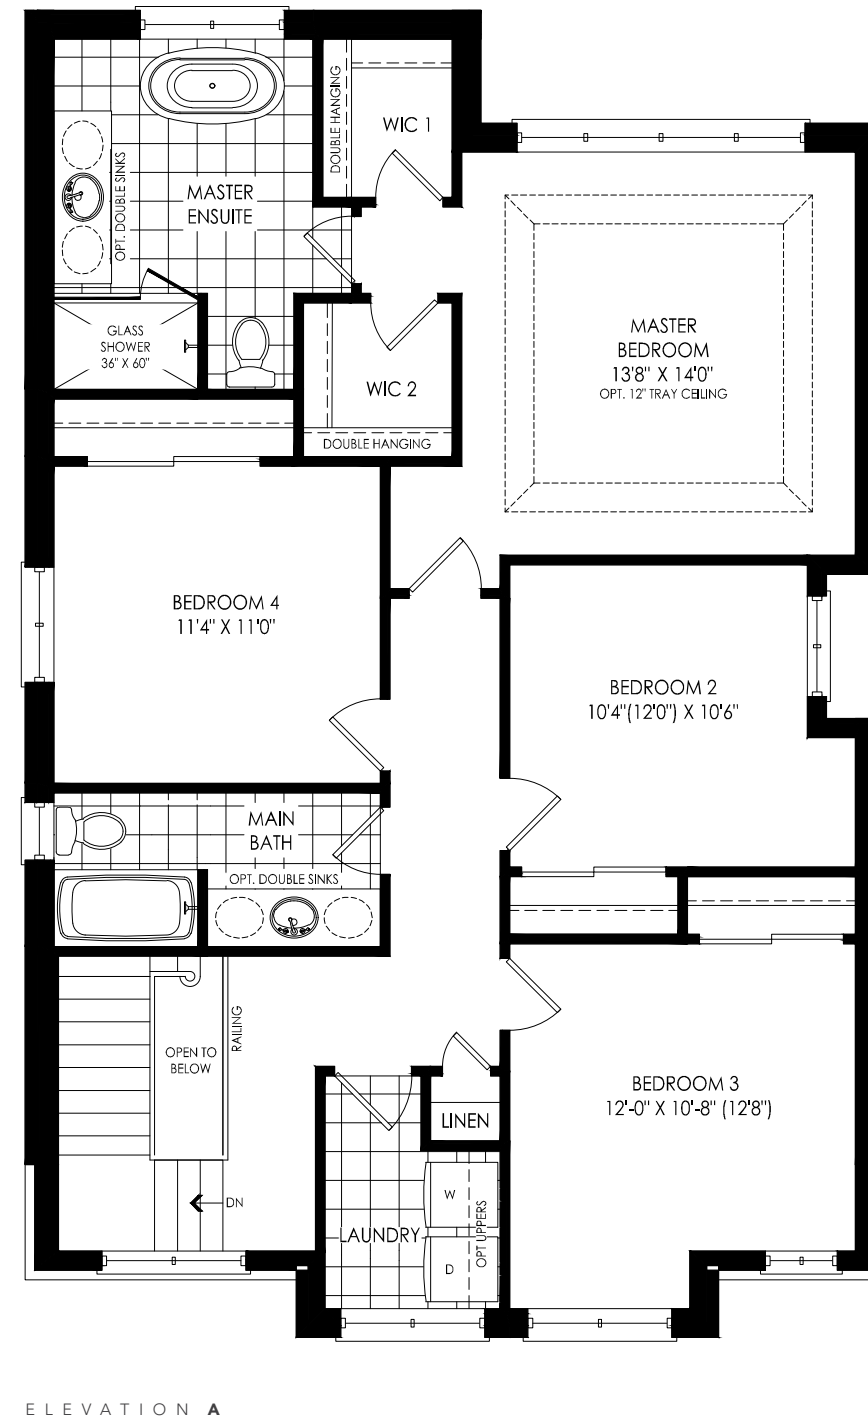 DOUBLE HANGING
WIC 1
OPT. DOUBLE SINKS
MASTER
ENSUITE
GLASS
SHOWER
36" X 60"
WIC 2
DOUBLE HANGING
MASTER
BEDROOM
13'8" X 14'0"
OPT. 12" TRAY CEILING
BEDROOM 4
11'4" X 11'0"
BEDROOM 2
10'4"(12'0") X 10'6"
MAIN
BATH
OPT. DOUBLE SINKS
RAILING
OPEN TO
BELOW
BEDROOM 3
12'-0" X 10'-8" (12'8")
LINEN
DN
W
OPT UPPERS
LAUNDRY
D
ELEVATION A